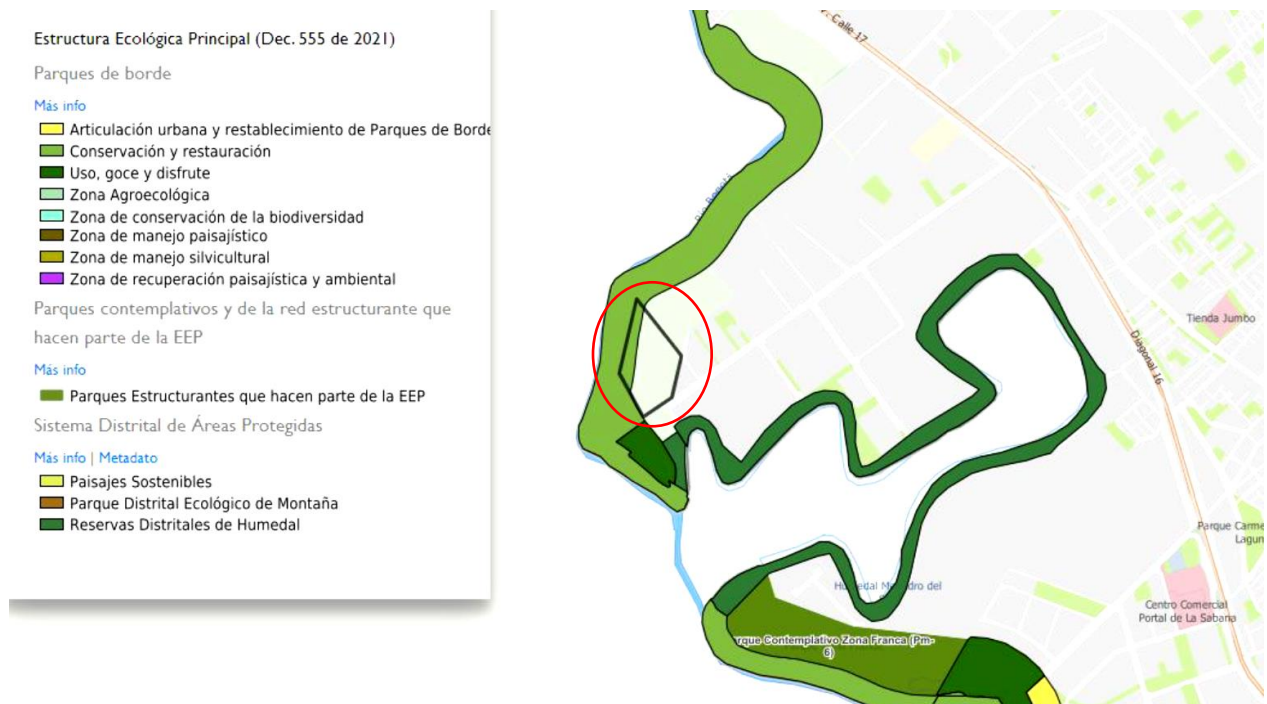 Estructura Ecológica Principal (Dec. 555 de 2021)
Parques de borde
Más info
Articulación urbana y restablecimiento de Parques de Borde
Conservación y restauración
Uso, goce y disfrute
Zona Agroecológica
Zona de conservación de la biodiversidad
Zona de manejo paisajístico
Zona de manejo silvicultural
Zona de recuperación paisajística y ambiental
Parques contemplativos y de la red estructurante que
hacen parte de la EEP
Más info
Parques Estructurantes que hacen parte de la EEP
Sistema Distrital de Áreas Protegidas
Más info | Metadato
Paisajes Sostenibles
Parque Distrital Ecológico de Montaña
Reservas Distritales de Humedal
Calle 17
Río Bogotá
Tienda Jumbo
Diagonal 16
Parque
Centro Comercial
Portal de La Sabana
dro del
Contemplativo Zona Franca (Pm-
6)